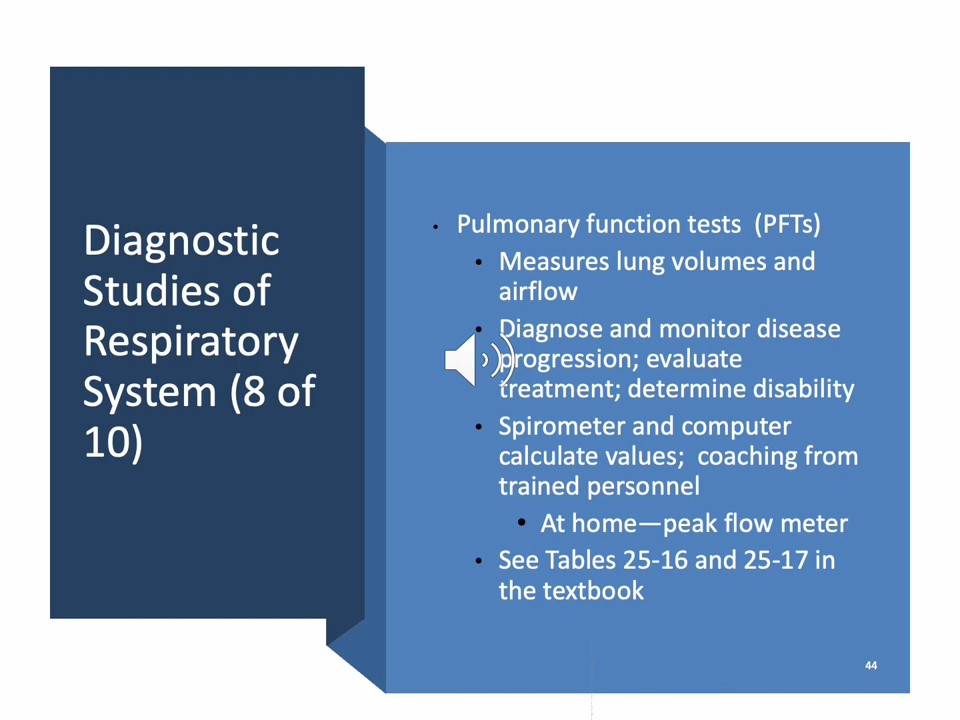 Diagnostic
Studies of
Respiratory
System (8 of
10)
• Pulmonary function tests  (PFTs)
• Measures lung volumes and
airflow
• Diagnose and monitor disease
progression; evaluate
treatment; determine disability
• Spirometer and computer
calculate values;  coaching from
trained personnel
• At home—peak flow meter
• See Tables 25-16 and 25-17 in
the textbook
44